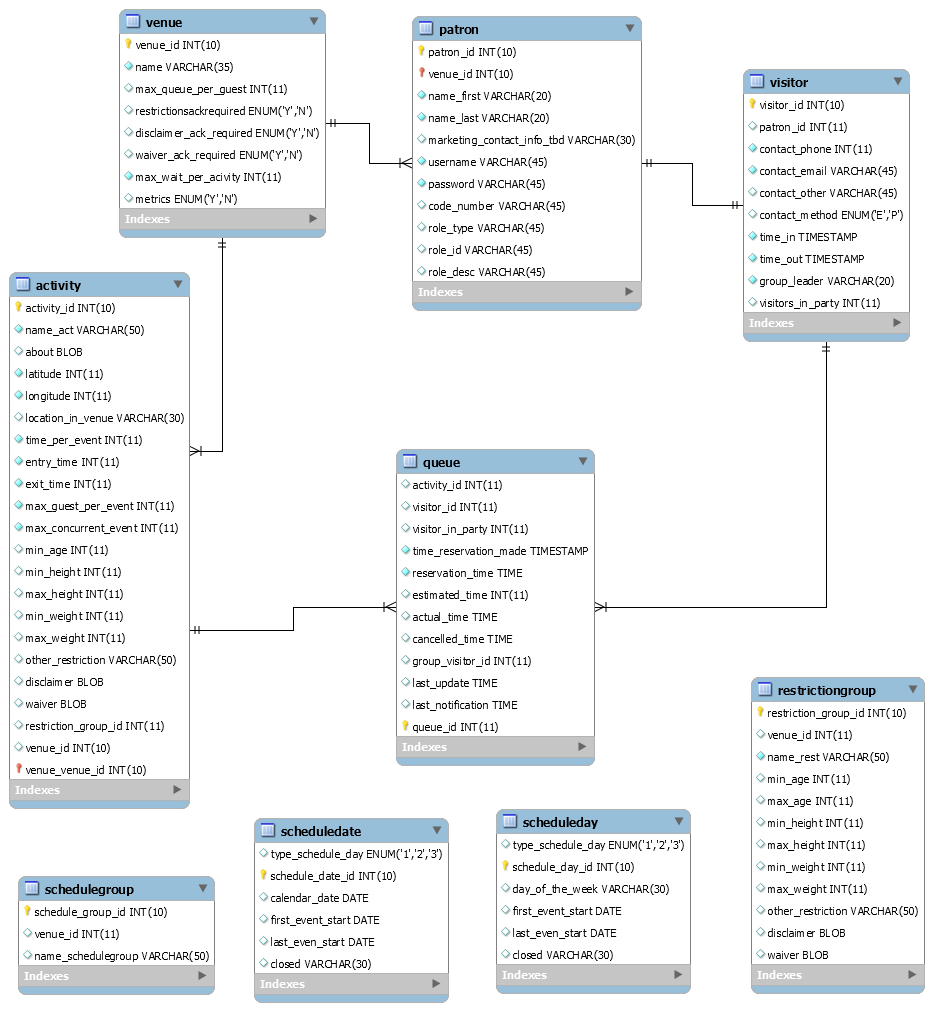 venue
venue_id INT(10)
name VARCHAR(35)
max_queue_per_guest INT(11)
restrictionsackrequired ENUM('Y','N')
disclaimer_ack_required ENUM('Y','N')
waiver_ack_required ENUM('Y','N')
max_wait_per_acivity INT(11)
metrics ENUM('Y','N')
Indexes
patron
patron_id INT(10)
venue_id INT(10)
name_first VARCHAR(20)
name_last VARCHAR(20)
marketing_contact_info_tbd VARCHAR(30)
username VARCHAR(45)
password VARCHAR(45)
code_number VARCHAR(45)
role_type VARCHAR(45)
role_id VARCHAR(45)
role_desc VARCHAR(45)
Indexes
visitor
visitor_id INT(10)
patron_id INT(11)
contact_phone INT(11)
contact_email VARCHAR(45)
contact_other VARCHAR(45)
contact_method ENUM('E','P')
time_in TIMESTAMP
time_out TIMESTAMP
group_leader VARCHAR(20)
visitors_in_party INT(11)
Indexes
activity
activity_id INT(10)
name_act VARCHAR(50)
about BLOB
latitude INT(11)
longitude INT(11)
location_in_venue VARCHAR(30)
time_per_event INT(11)
entry_time INT(11)
exit_time INT(11)
max_guest_per_event INT(11)
max_concurrent_event INT(11)
min_age INT(11)
min_height INT(11)
max_height INT(11)
min_weight INT(11)
max_weight INT(11)
other_restriction VARCHAR(50)
disclaimer BLOB
waiver BLOB
restriction_group_id INT(11)
venue_id INT(10)
venue_venue_id INT(10)
Indexes
queue
activity_id INT(11)
visitor_id INT(11)
visitor_in_party INT(11)
time_reservation_made TIMESTAMP
reservation_time TIME
estimated_time INT(11)
actual_time TIME
cancelled_time TIME
group_visitor_id INT(11)
last_update TIME
last_notification TIME
queue_id INT(11)
Indexes
restrictiongroup
restriction_group_id INT(10)
venue_id INT(11)
name_rest VARCHAR(50)
min_age INT(11)
max_age INT(11)
min_height INT(11)
max_height INT(11)
min_weight INT(11)
max_weight INT(11)
other_restriction VARCHAR(50)
disclaimer BLOB
waiver BLOB
Indexes
schedulegroup
schedule_group_id INT(10)
venue_id INT(11)
name_schedulegroup VARCHAR(50)
Indexes
scheduledate
type_schedule_day ENUM('1','2','3')
schedule_date_id INT(10)
calendar_date DATE
first_event_start DATE
last_even_start DATE
closed VARCHAR(30)
Indexes
scheduleday
type_schedule_day ENUM('1','2','3')
schedule_day_id INT(10)
day_of_the_week VARCHAR(30)
first_event_start DATE
last_even_start DATE
closed VARCHAR(30)
Indexes